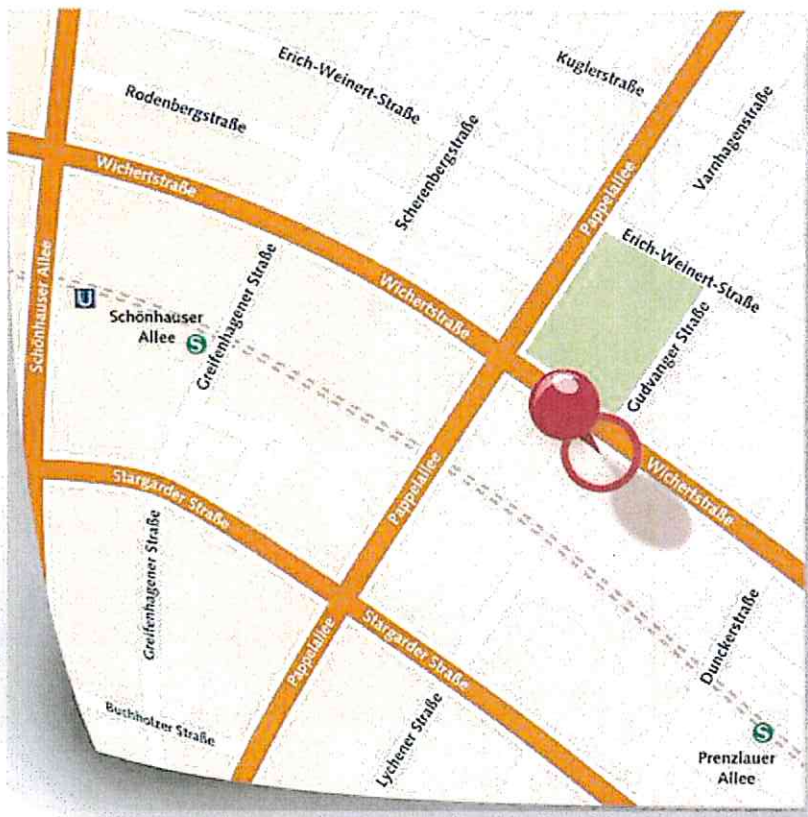 Erich-Weinert-Straße
Kuglerstraße
Rodenbergstraße
Scherenbergstraße
Varnhagenstraße
Wichertstraße
Pappelallee
Erich-Weinert-Straße
Schönhauser Allee
U
Schönhauser
Allee
S
Greifenhagener Straße
Wichertstraße
Gudvanger Straße
Wichertstraße
Stargarder Straße
Pappelallee
Greifenhagener Straße
Pappelallee
Stargarder Straße
Dunckerstraße
Buchholzer Straße
Lychener Straße
S
Prenzlauer
Allee